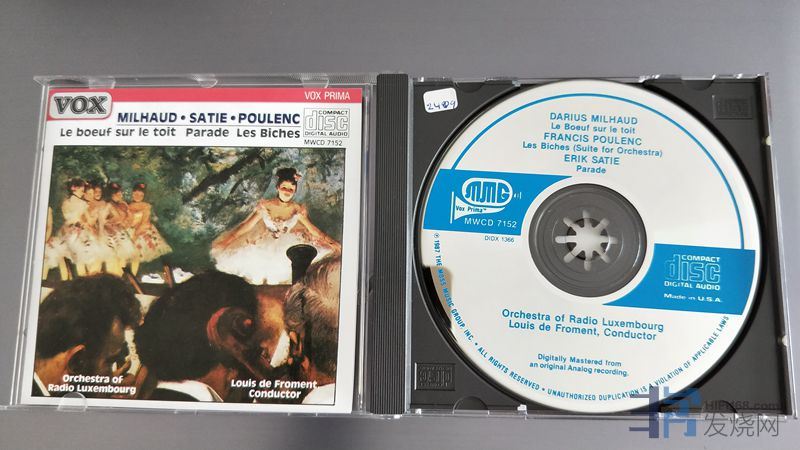 VOX
VOX PRIMA
MILHAUD • SATIE • POULENC
Le boeuf sur le toit Parade Les Biches
COMPACT
disc
DIGITAL AUDIO
MWCD 7152
Orchestra of
Radio Luxembourg
Louis de Froment
Conductor
2409
DARIUS MILHAUD
Le Boeuf sur le toit
FRANCIS POULENC
Les Biches (Suite for Orchestra)
ERIK SATIE
Parade
MMG
Vox Prima™
MWCD 7152
DIDX 1366
COMPACT
disc
DIGITAL AUDIO
Made in U.S.A.
Orchestra of Radio Luxembourg
Louis de Froment, Conductor
Digitally Mastered from
an original Analog recording.
℗ 1987 THE MOSS MUSIC GROUP, INC. • ALL RIGHTS RESERVED • UNAUTHORIZED DUPLICATION IS A VIOLATION OF APPLICABLE LAWS
HIFI168.com
发烧网